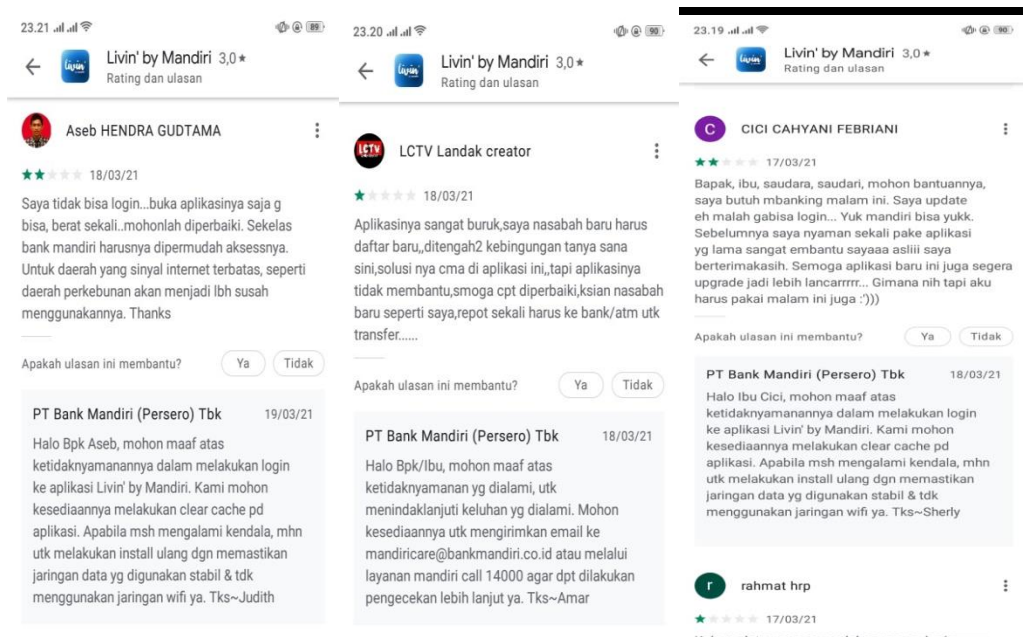 23.21
89
Livin' by Mandiri 3,0★
Rating dan ulasan
Aseb HENDRA GUDTAMA
18/03/21
Saya tidak bisa login...buka aplikasinya saja g
bisa, berat sekali..mohonlah diperbaiki. Sekelas
bank mandiri harusnya dipermudah aksessnya.
Untuk daerah yang sinyal internet terbatas, seperti
daerah perkebunan akan menjadi lbh susah
menggunakannya. Thanks
Apakah ulasan ini membantu? Ya Tidak
PT Bank Mandiri (Persero) Tbk 19/03/21
Halo Bpk Aseb, mohon maaf atas
ketidaknyamanannya dalam melakukan login
ke aplikasi Livin' by Mandiri. Kami mohon
kesediaannya melakukan clear cache pd
aplikasi. Apabila msh mengalami kendala, mhn
utk melakukan install ulang dgn memastikan
jaringan data yg digunakan stabil & tdk
menggunakan jaringan wifi ya. Tks~Judith
23.20
90
Livin' by Mandiri 3,0★
Rating dan ulasan
LCTV Landak creator
18/03/21
Aplikasinya sangat buruk,saya nasabah baru harus
daftar baru,,ditengah2 kebingungan tanya sana
sini,solusi nya cma di aplikasi ini,,tapi aplikasinya
tidak membantu,smoga cpt diperbaiki,ksian nasabah
baru seperti saya,repot sekali harus ke bank/atm utk
transfer......
Apakah ulasan ini membantu? Ya Tidak
PT Bank Mandiri (Persero) Tbk 18/03/21
Halo Bpk/Ibu, mohon maaf atas
ketidaknyamanan yg dialami, utk
menindaklanjuti keluhan yg dialami. Mohon
kesediaannya utk mengirimkan email ke
mandiricare@bankmandiri.co.id atau melalui
layanan mandiri call 14000 agar dpt dilakukan
pengecekan lebih lanjut ya. Tks~Amar
23.19
90
Livin' by Mandiri 3,0★
Rating dan ulasan
C CICI CAHYANI FEBRIANI
17/03/21
Bapak, ibu, saudara, saudari, mohon bantuannya,
saya butuh mbanking malam ini. Saya update
eh malah gabisa login... Yuk mandiri bisa yukk.
Sebelumnya saya nyaman sekali pake aplikasi
yg lama sangat embantu sayaaa asliii saya
berterimakasih. Semoga aplikasi baru ini juga segera
upgrade jadi lebih lancarrrrr... Gimana nih tapi aku
harus pakai malam ini juga :')))
Apakah ulasan ini membantu? Ya Tidak
PT Bank Mandiri (Persero) Tbk 18/03/21
Halo Ibu Cici, mohon maaf atas
ketidaknyamanannya dalam melakukan login
ke aplikasi Livin' by Mandiri. Kami mohon
kesediaannya melakukan clear cache pd
aplikasi. Apabila msh mengalami kendala, mhn
utk melakukan install ulang dgn memastikan
jaringan data yg digunakan stabil & tdk
menggunakan jaringan wifi ya. Tks~Sherly
r rahmat hrp
17/03/21